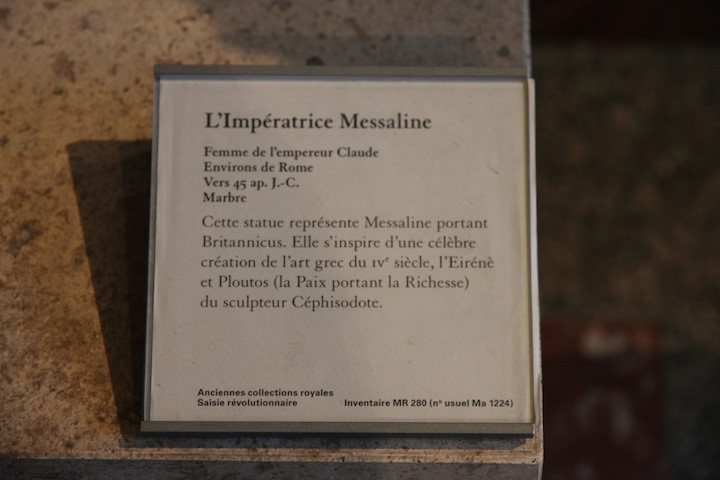 L'Impératrice Messaline
Femme de l'empereur Claude
Environs de Rome
Vers 45 ap. J.-C.
Marbre
Cette statue représente Messaline portant
Britannicus. Elle s'inspire d'une célèbre
création de l'art grec du IVe siècle, l'Eirénè
et Ploutos (la Paix portant la Richesse)
du sculpteur Céphisodote.
Anciennes collections royales
Saisie révolutionnaire
Inventaire MR 280 (n° usuel Ma 1224)